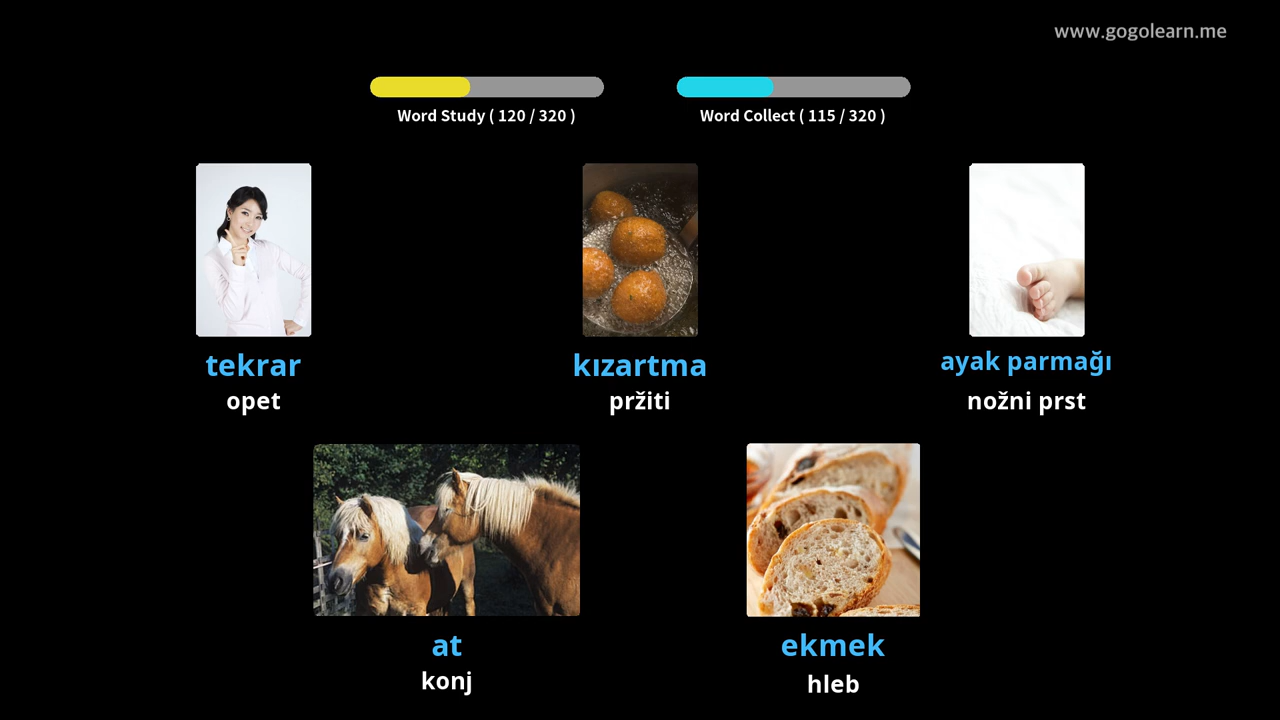 www.gogolearn.me
Word Study ( 120 / 320 )
Word Collect ( 115 / 320 )
tekrar
opet
kızartma
pržiti
ayak parmağı
nožni prst
at
konj
ekmek
hleb